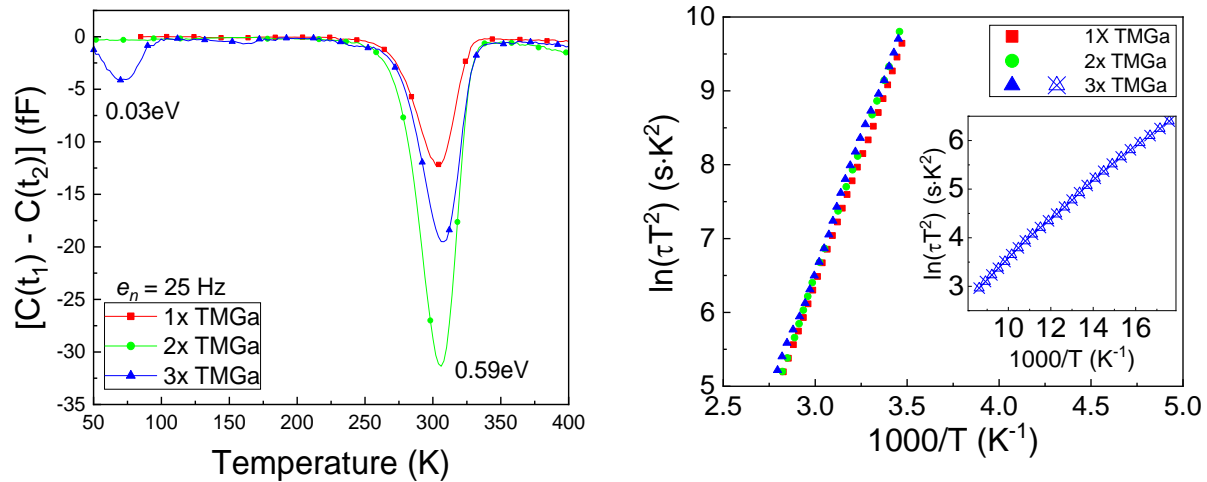 0
-5
-10
-15
-20
-25
-30
-35
[C(t₁) - C(t₂)] (fF)
0.03eV
0.59eV
eₙ = 25 Hz
1x TMGa
2x TMGa
3x TMGa
50 100 150 200 250 300 350 400
Temperature (K)
10
9
8
7
6
5
ln(τT²) (s·K²)
1X TMGa
2x TMGa
3x TMGa
6
5
4
3
ln(τT²) (s·K²)
10 12 14 16
1000/T (K⁻¹)
2.5 3.0 3.5 4.0 4.5 5.0
1000/T (K⁻¹)